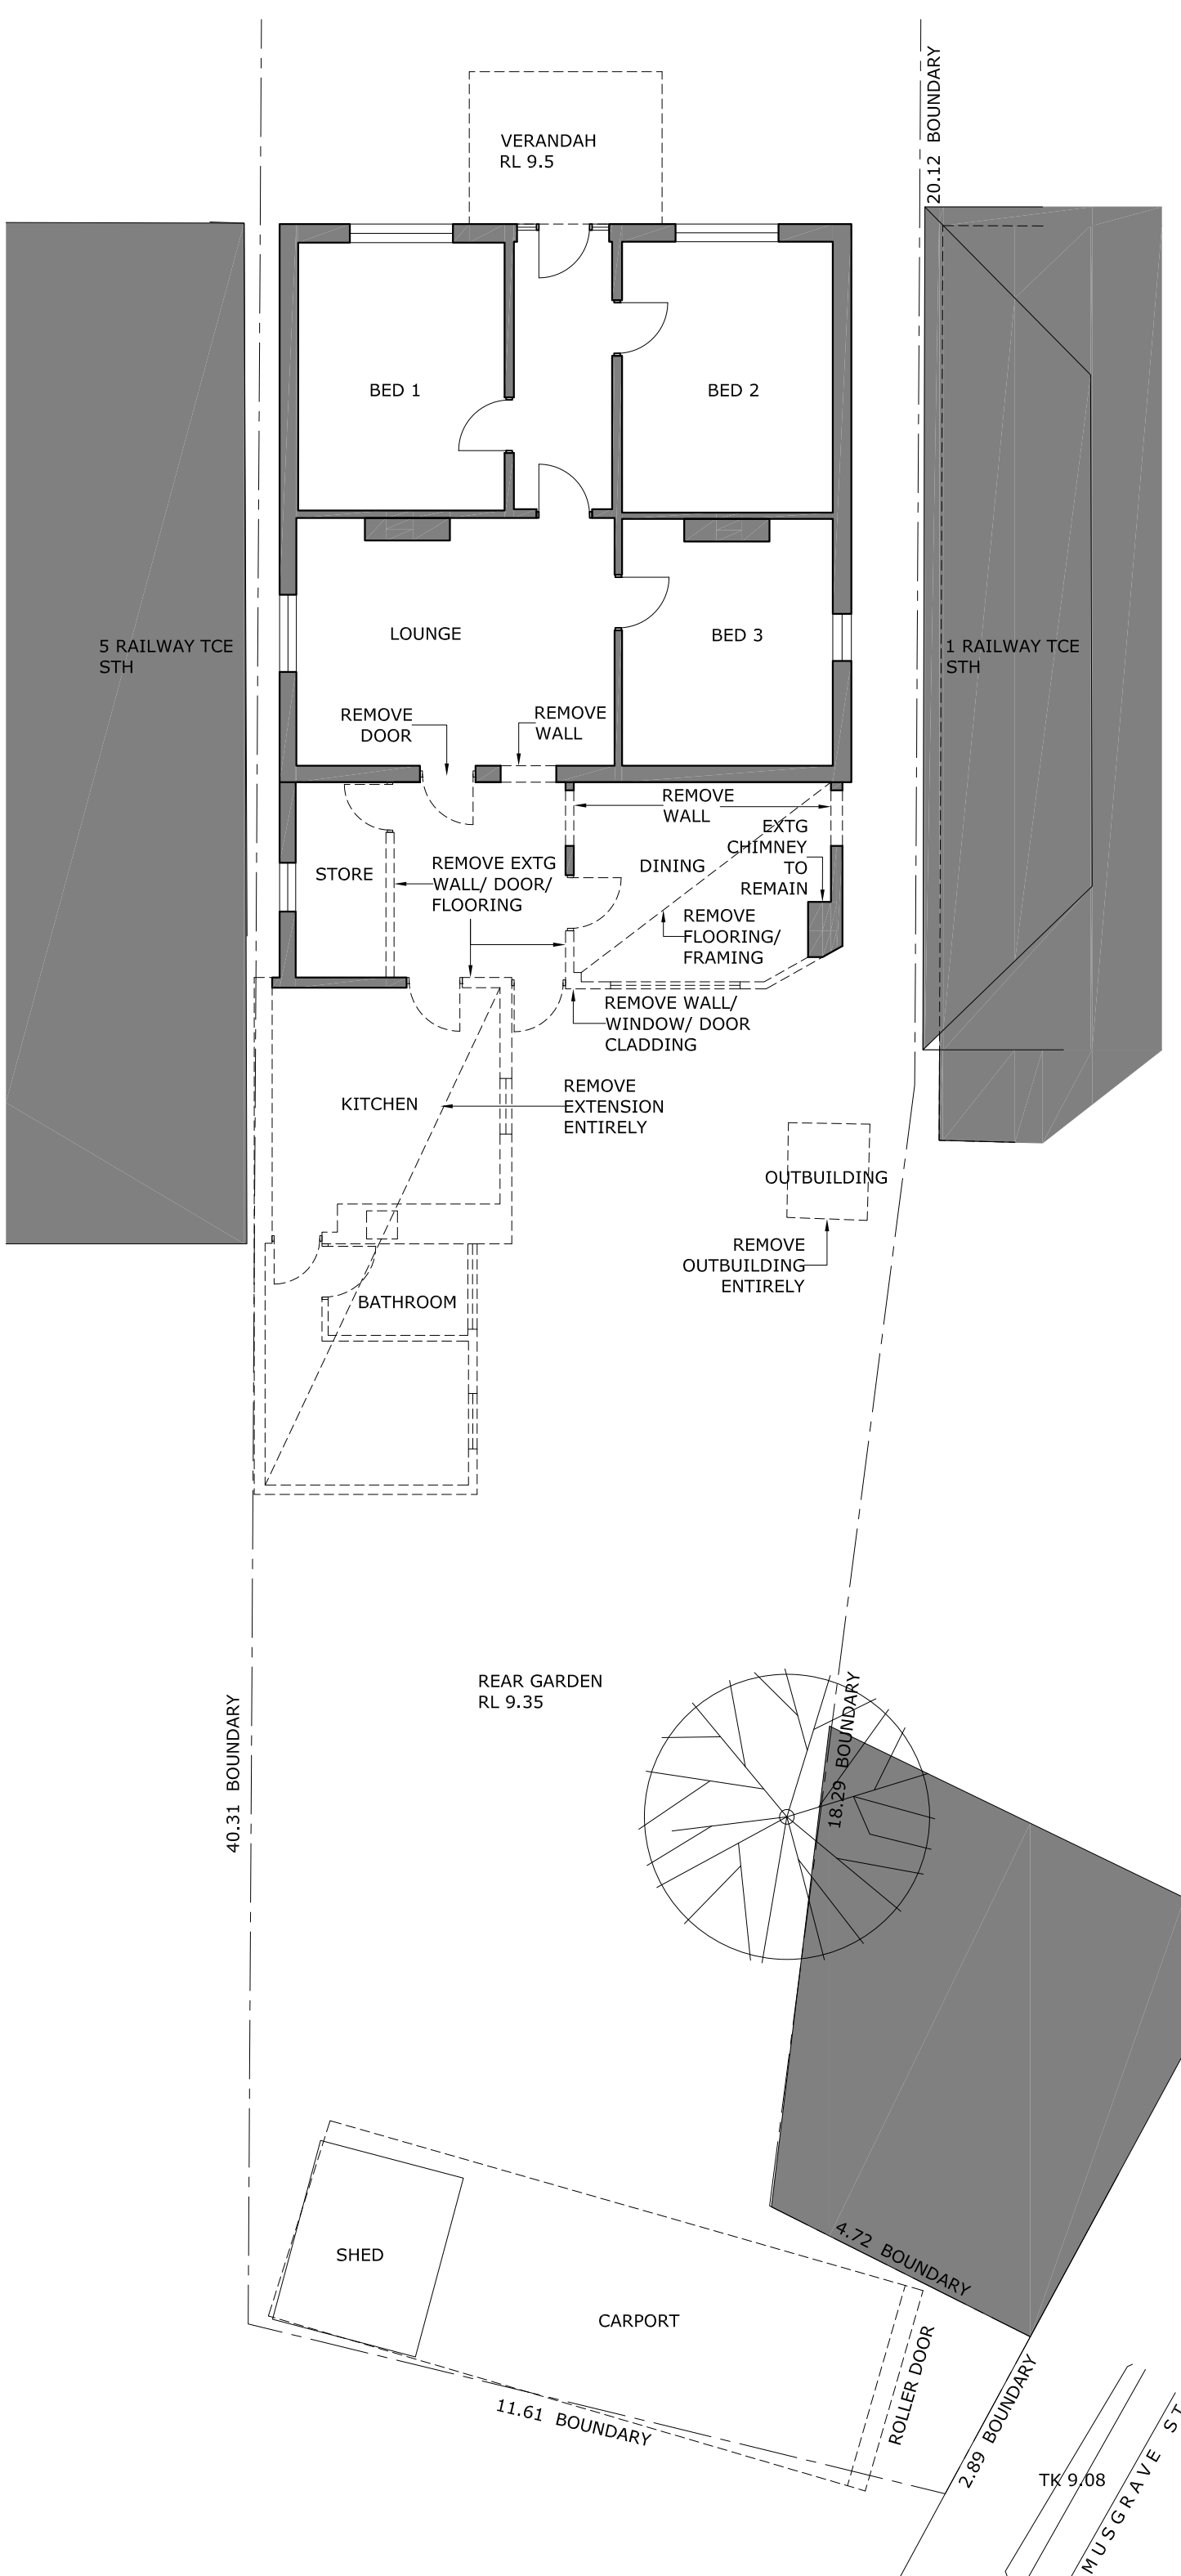 20.12 BOUNDARY
VERANDAH
RL 9.5
BED 1
BED 2
5 RAILWAY TCE
STH
LOUNGE
BED 3
1 RAILWAY TCE
STH
REMOVE
DOOR
REMOVE
WALL
REMOVE
WALL
EXTG
CHIMNEY
TO
REMAIN
STORE
REMOVE EXTG
WALL/ DOOR/
FLOORING
DINING
REMOVE
FLOORING/
FRAMING
REMOVE WALL/
WINDOW/ DOOR
CLADDING
KITCHEN
REMOVE
EXTENSION
ENTIRELY
OUTBUILDING
REMOVE
OUTBUILDING
ENTIRELY
BATHROOM
REAR GARDEN
RL 9.35
40.31 BOUNDARY
18.29 BOUNDARY
SHED
CARPORT
4.72 BOUNDARY
ROLLER DOOR
11.61 BOUNDARY
2.89 BOUNDARY
TK 9.08
MUSGRAVE ST